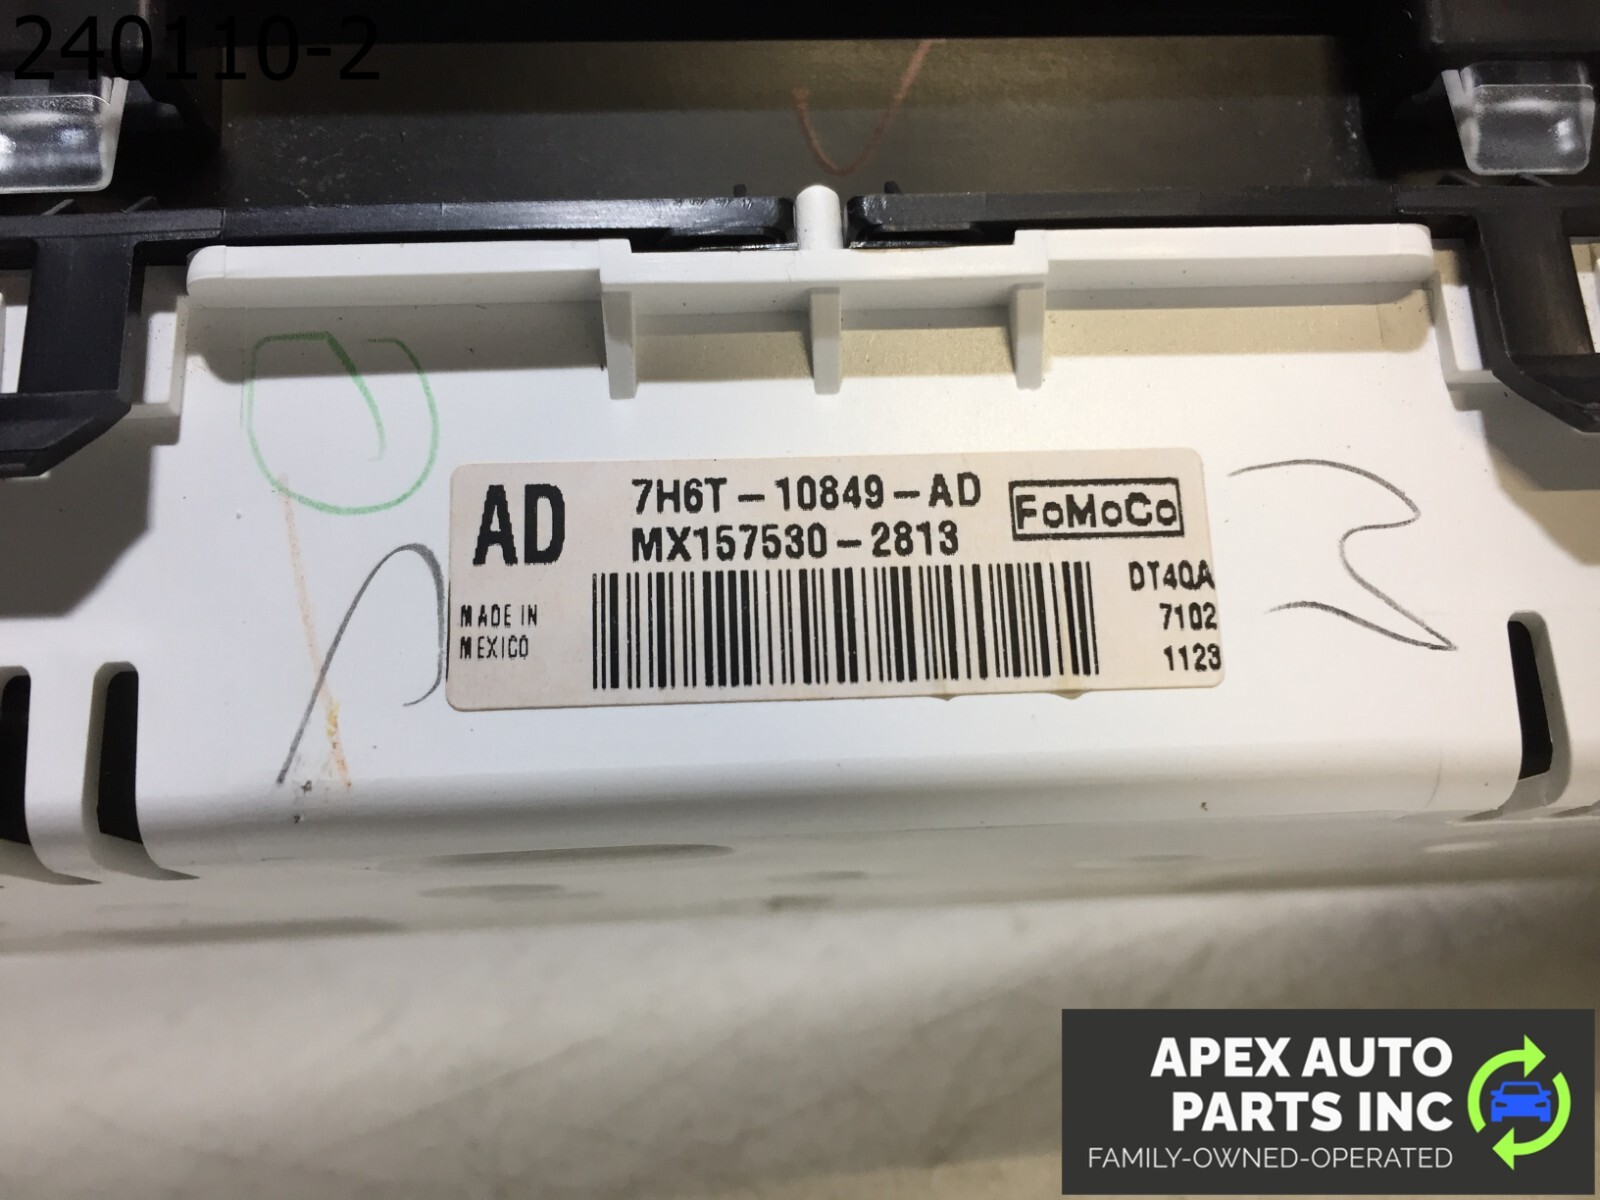 240110-2
AD
7H6T-10849-AD
MX157530-2813
FoMoCo
MADE IN
MEXICO
DT4QA
7102
1123
APEX AUTO
PARTS INC
FAMILY-OWNED-OPERATED